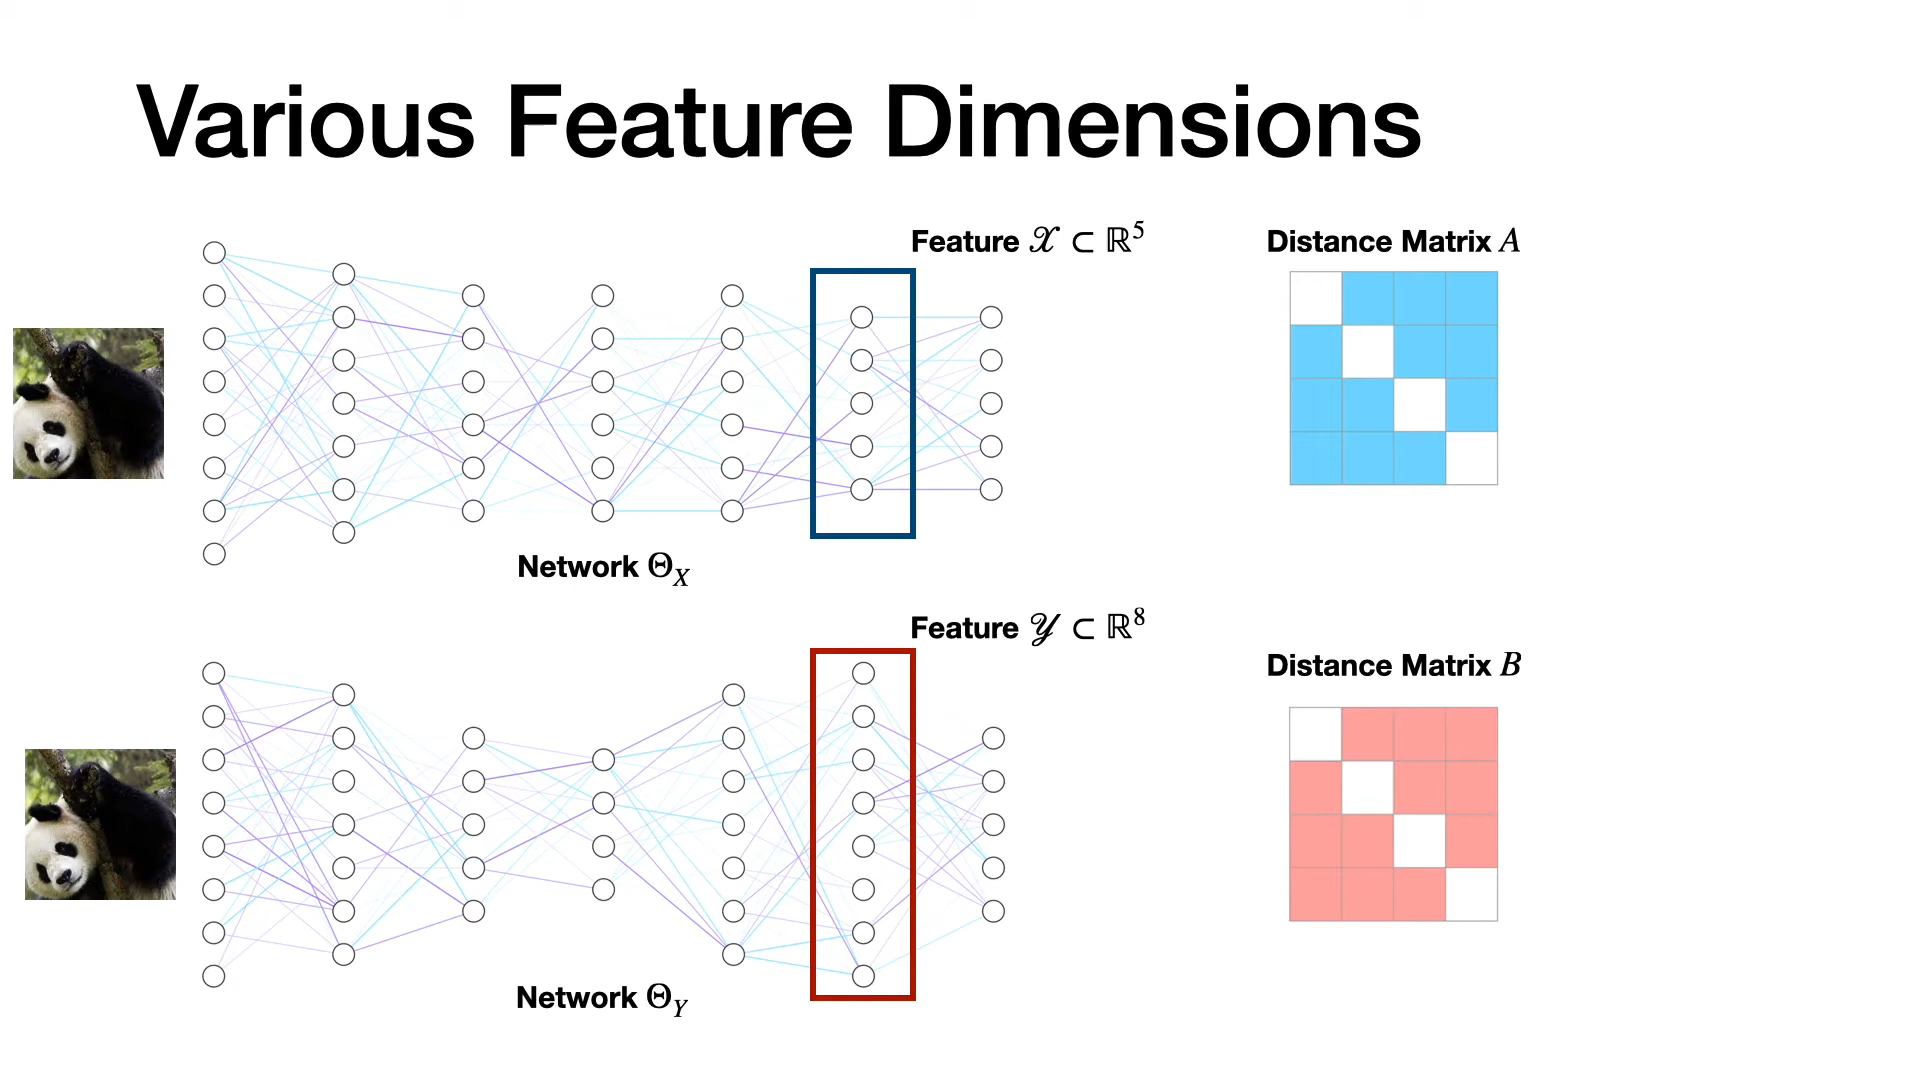 Various Feature Dimensions
Feature 𝒳 ⊂ ℝ⁵
Distance Matrix A
Network Θ_X
Feature 𝒴 ⊂ ℝ⁸
Distance Matrix B
Network Θ_Y